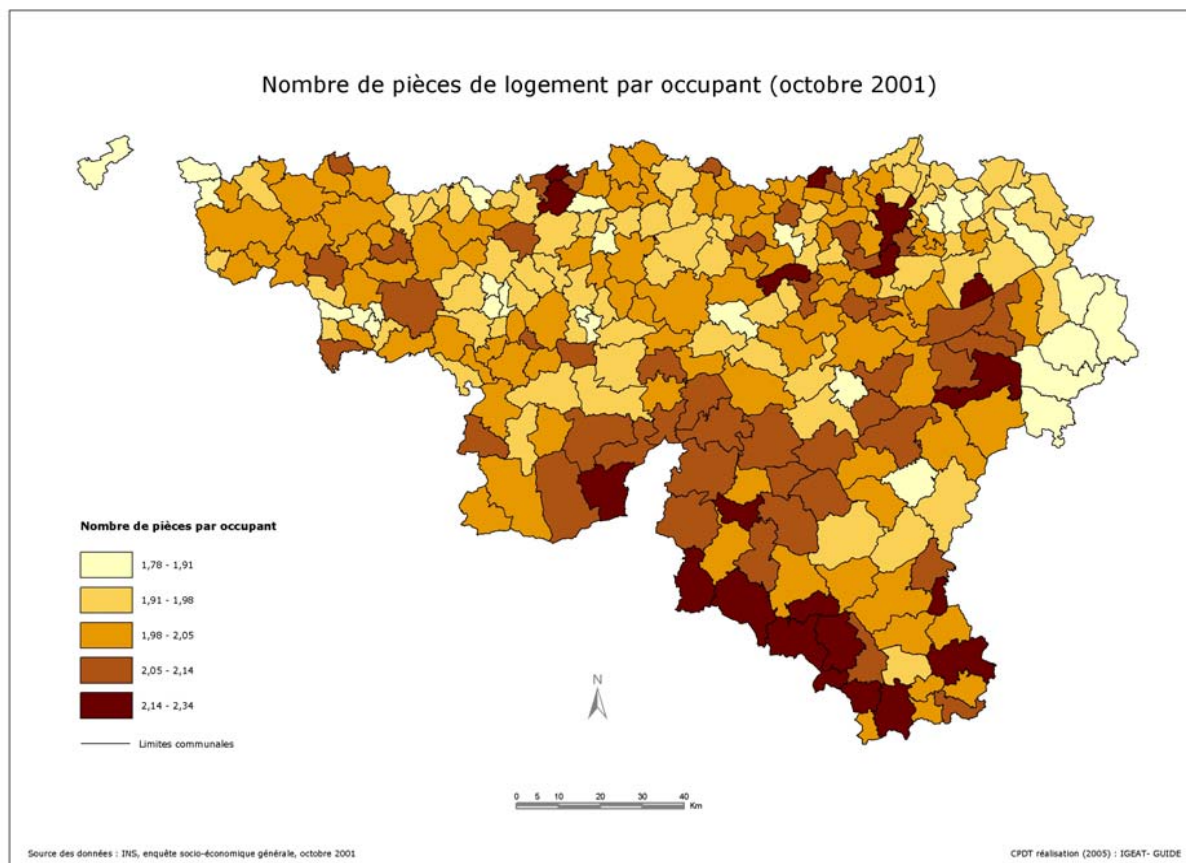 Nombre de pièces de logement par occupant (octobre 2001)
Nombre de pièces par occupant
1,78 - 1,91
1,91 - 1,98
1,98 - 2,05
2,05 - 2,14
2,14 - 2,34
Limites communales
N
0 5 10 20 30 40
Km
Source des données : INS, enquête socio-économique générale, octobre 2001
CPDT réalisation (2005) : IGEAT- GUIDE